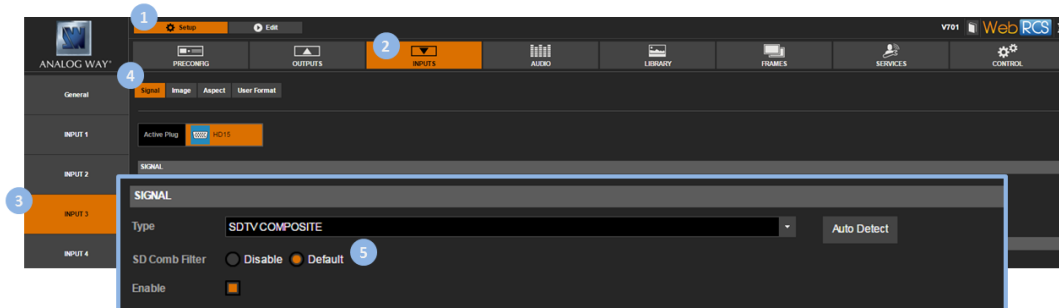 1
Setup
Edit
V701
Web RCS
ANALOG WAY®
PRECONFIG
OUTPUTS
2
INPUTS
AUDIO
LIBRARY
FRAMES
SERVICES
CONTROL
4
General
Signal
Image
Aspect
User Format
INPUT 1
Active Plug
HD15
INPUT 2
SIGNAL
3
INPUT 3
INPUT 4
SIGNAL
Type
SDTV COMPOSITE
Auto Detect
SD Comb Filter
Disable
Default
5
Enable